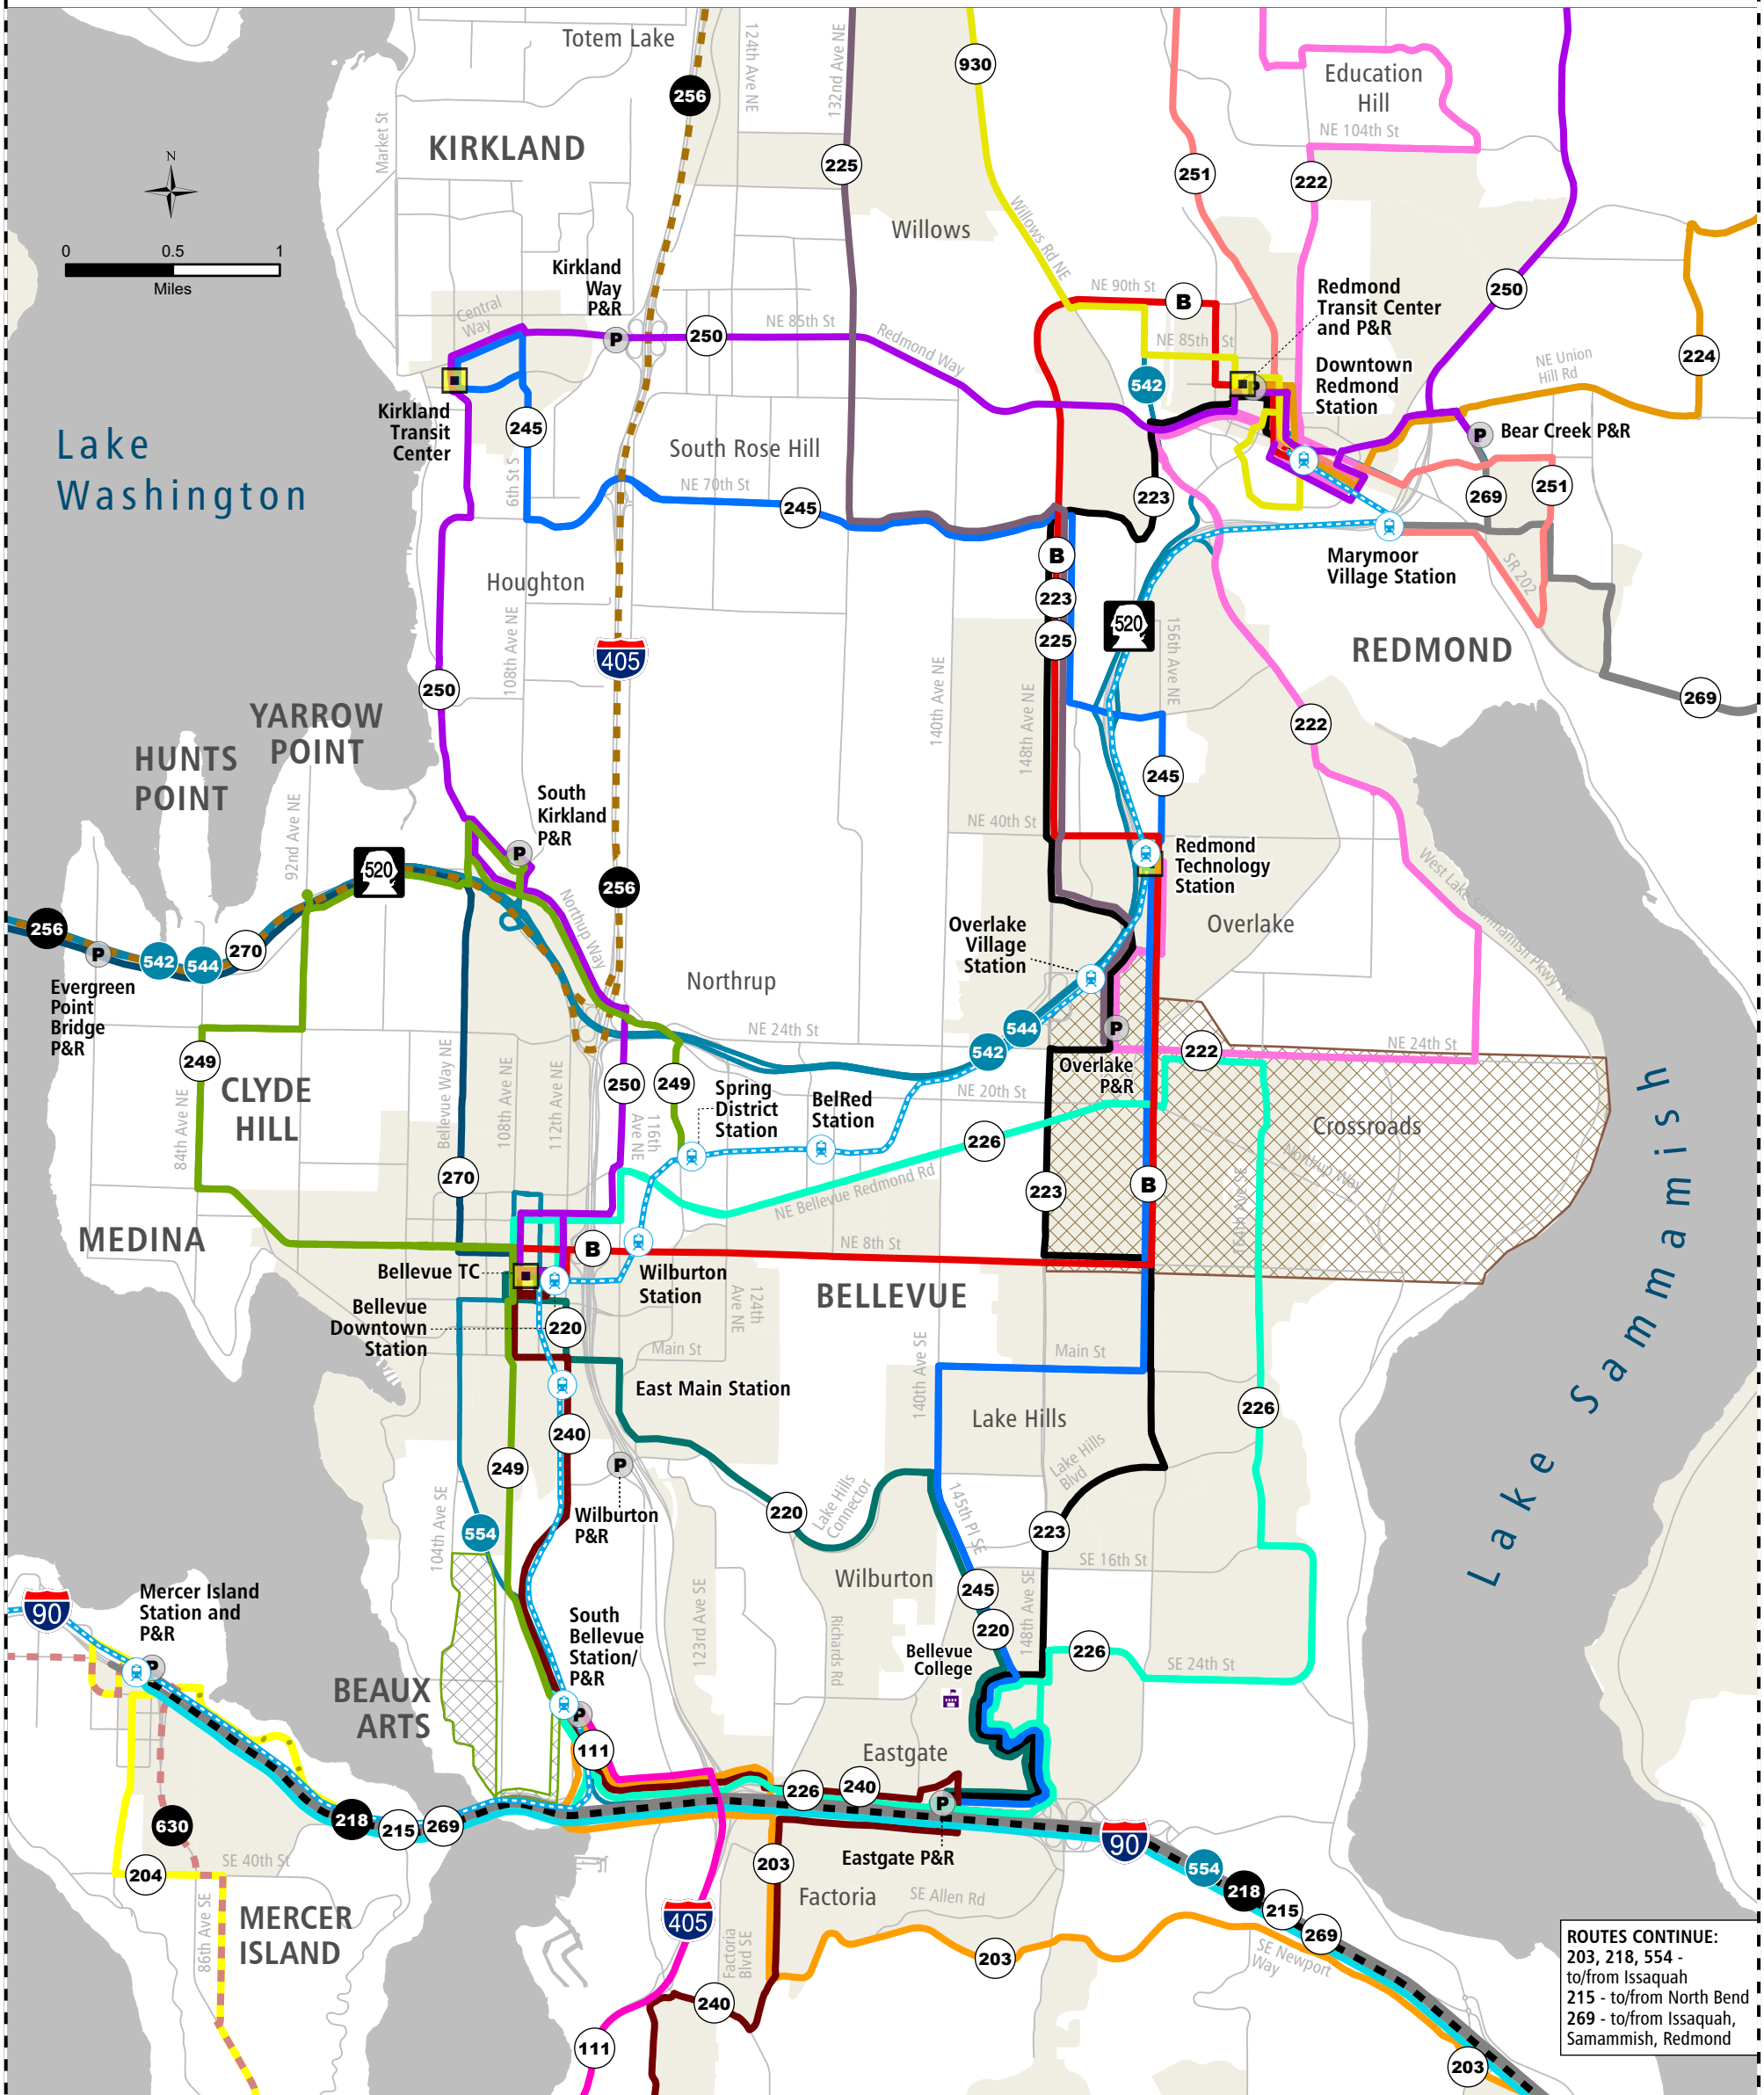 Totem Lake
124th Ave NE
132nd Ave NE
930
Education
Hill
256
Market St
KIRKLAND
NE 104th St
225
251
222
N
Willows
Willows Rd NE
0 0.5 1
Miles
Kirkland
Way
P&R
P
250
NE 85th St
Redmond Way
Central
Way
NE 90th St
B
NE 85th St
Redmond
Transit Center
and P&R
P
250
542
Downtown
Redmond
Station
NE Union
Hill Rd
224
Kirkland
Transit
Center
245
6th St S
Lake
Washington
South Rose Hill
NE 70th St
245
P
Bear Creek P&R
223
269
251
Marymoor
Village Station
SR 202
B
223
225
520
156th Ave NE
Houghton
108th Ave NE
405
REDMOND
140th Ave NE
148th Ave NE
250
269
222
YARROW
POINT
HUNTS
POINT
245
92nd Ave NE
South
Kirkland
P&R
P
NE 40th St
Redmond
Technology
Station
West Lake Sammamish Pkwy NE
520
256
Northup Way
Overlake
Village
Station
Overlake
256
P
542
544
270
Evergreen
Point
Bridge
P&R
Northrup
NE 24th St
544
542
P
Overlake
P&R
222
NE 24th St
249
84th Ave NE
CLYDE
HILL
Bellevue Way NE
108th Ave NE
112th Ave NE
250
249
116th
Ave NE
Spring
District
Station
BelRed
Station
NE 20th St
226
Crossroads
Northup Way
164th Ave SE
Lake Sammamish
270
NE Bellevue Redmond Rd
223
B
MEDINA
B
NE 8th St
Bellevue TC
Wilburton
Station
BELLEVUE
Bellevue
Downtown
Station
220
124th
Ave NE
Main St
Main St
East Main Station
140th Ave SE
Lake Hills
226
240
249
P
Lake Hills
Blvd
104th Ave SE
554
Wilburton
P&R
220
Lake Hills
Connector
145th Pl SE
223
SE 16th St
90
Mercer Island
Station and
P&R
P
123rd Ave SE
Wilburton
245
220
148th Ave SE
South
Bellevue
Station/
P&R
P
Richards Rd
Bellevue
College
226
SE 24th St
BEAUX
ARTS
111
Eastgate
226
240
P
630
218
215
269
90
Eastgate P&R
203
554
204
SE 40th St
86th Ave SE
Factoria
SE Allen Rd
218
215
269
405
MERCER
ISLAND
Factoria
Blvd SE
203
SE Newport
Way
240
111
203
ROUTES CONTINUE:
203, 218, 554 -
to/from Issaquah
215 - to/from North Bend
269 - to/from Issaquah,
Samammish, Redmond